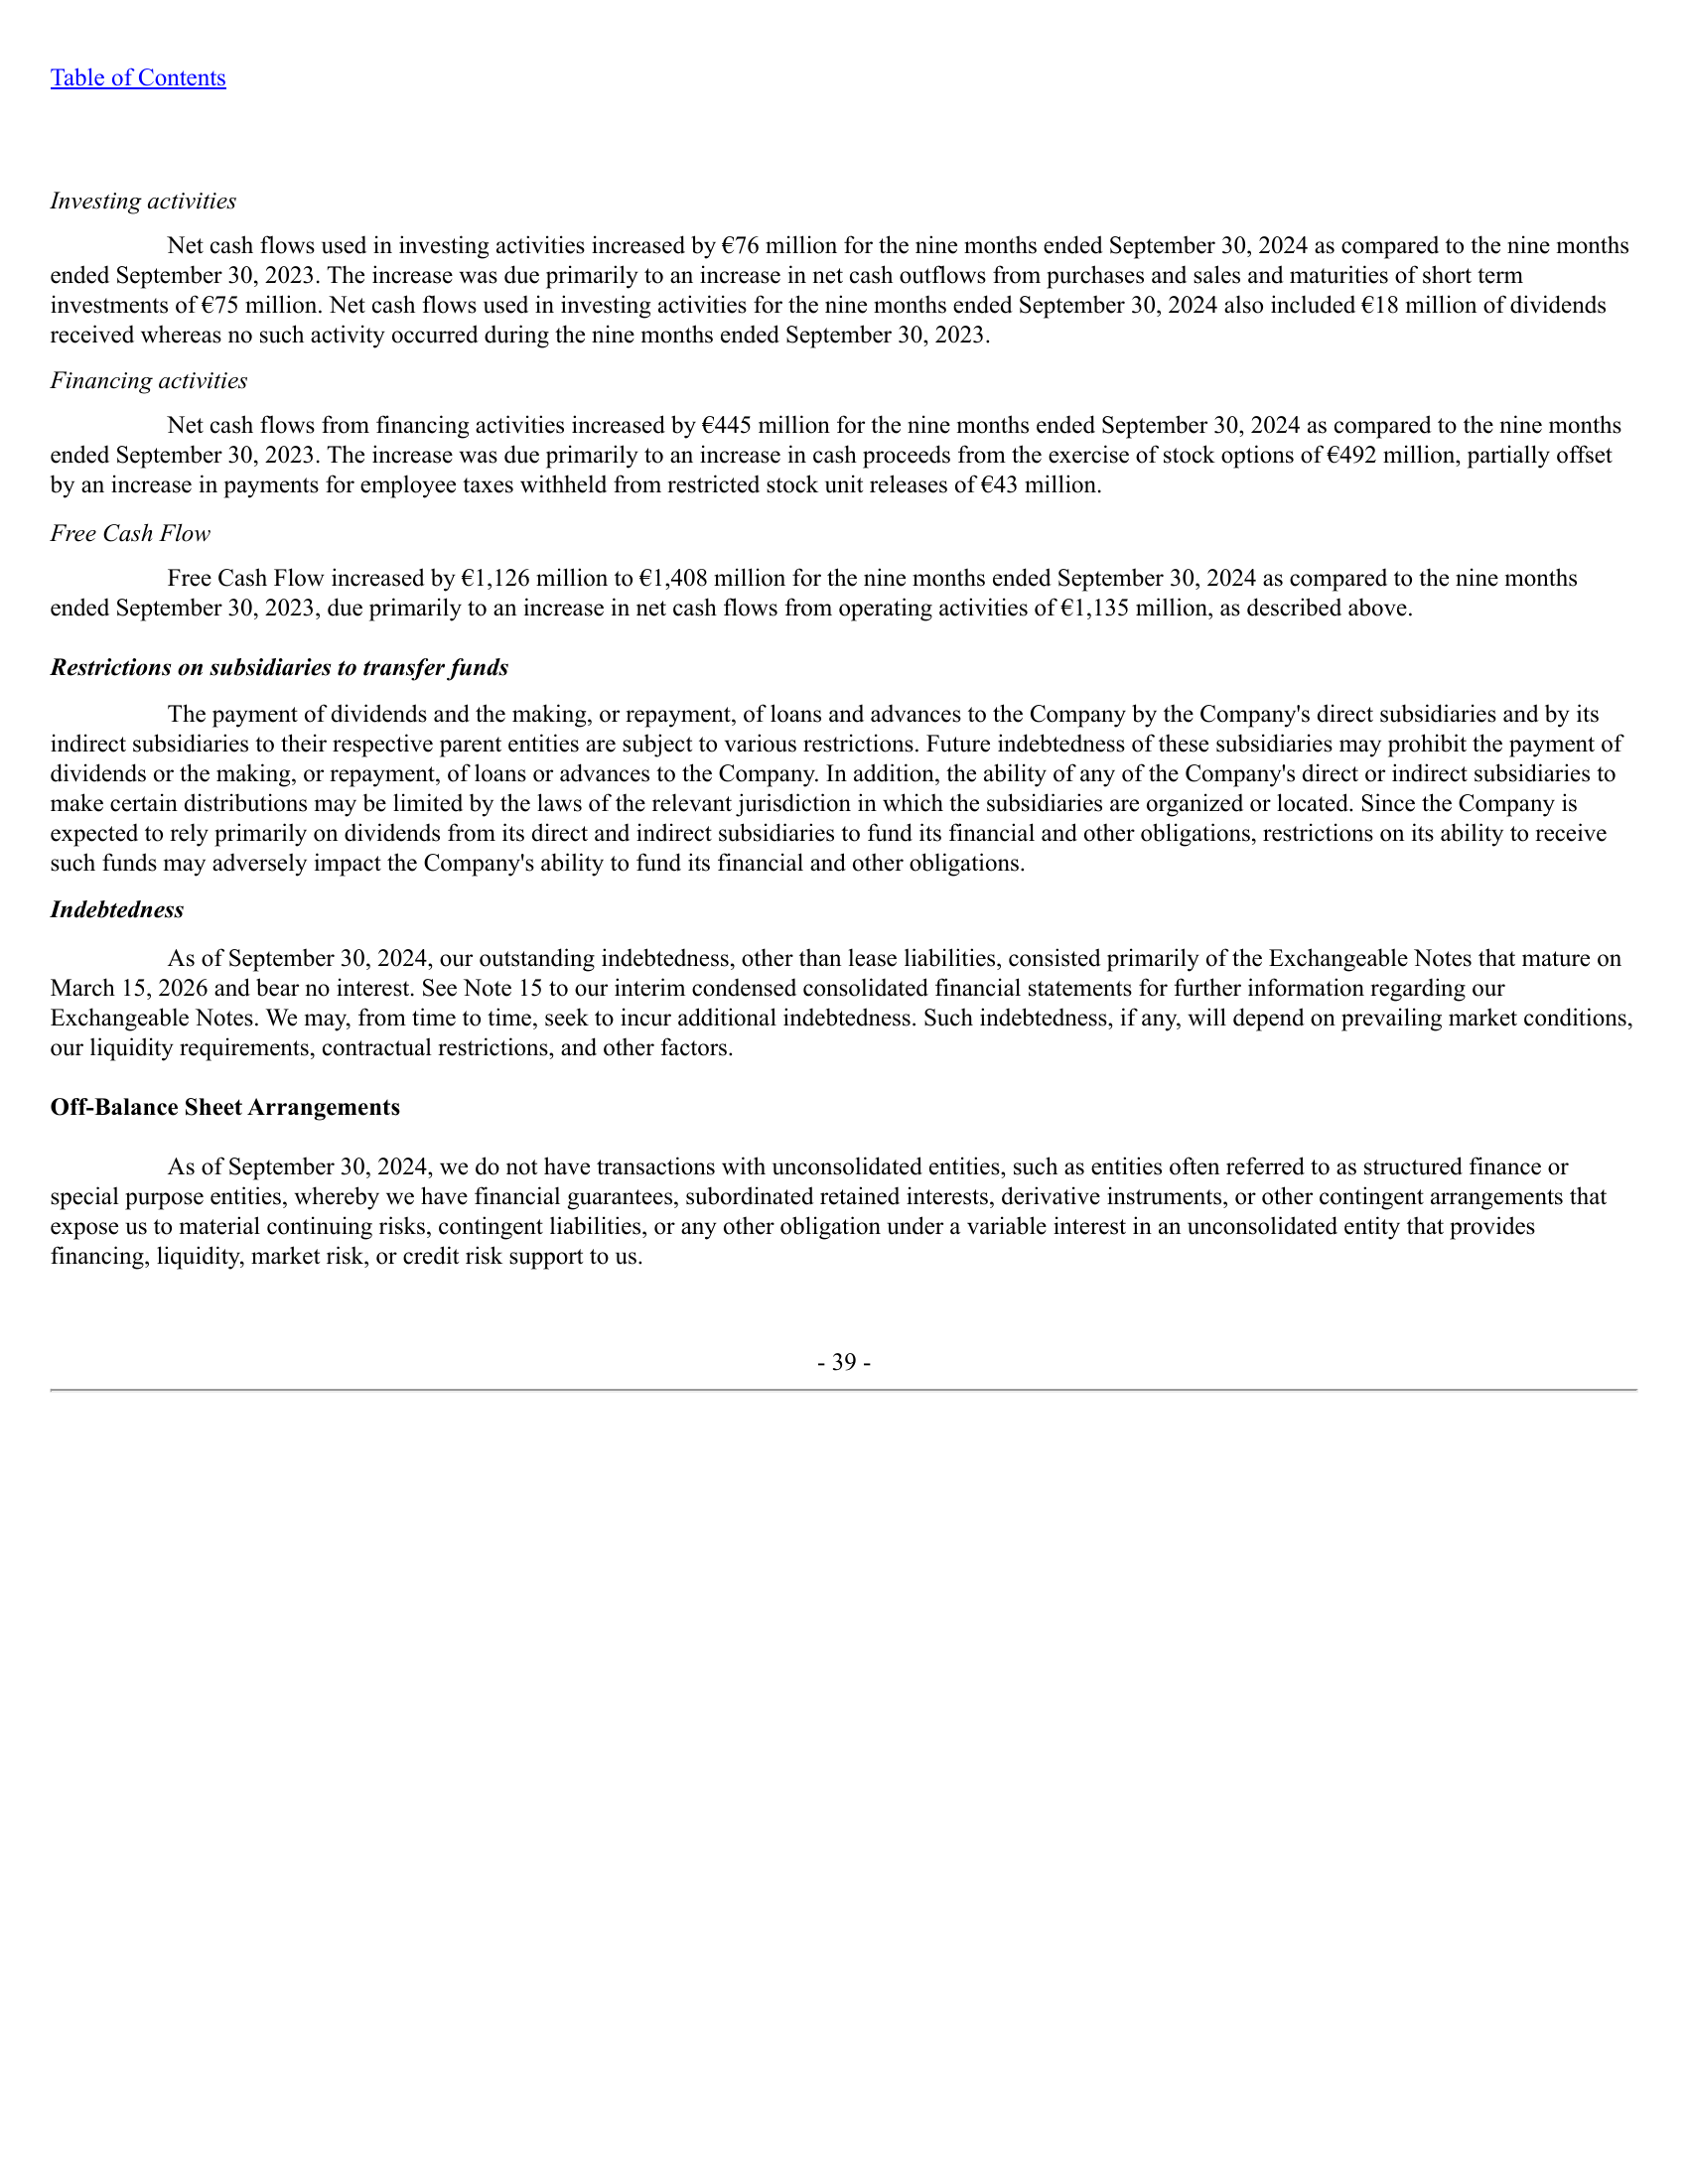 Table of Contents
Investing activities
Net cash flows used in investing activities increased by €76 million for the nine months ended September 30, 2024 as compared to the nine months
ended September 30, 2023. The increase was due primarily to an increase in net cash outflows from purchases and sales and maturities of short term
investments of €75 million. Net cash flows used in investing activities for the nine months ended September 30, 2024 also included €18 million of dividends
received whereas no such activity occurred during the nine months ended September 30, 2023.
Financing activities
Net cash flows from financing activities increased by €445 million for the nine months ended September 30, 2024 as compared to the nine months
ended September 30, 2023. The increase was due primarily to an increase in cash proceeds from the exercise of stock options of €492 million, partially offset
by an increase in payments for employee taxes withheld from restricted stock unit releases of €43 million.
Free Cash Flow
Free Cash Flow increased by €1,126 million to €1,408 million for the nine months ended September 30, 2024 as compared to the nine months
ended September 30, 2023, due primarily to an increase in net cash flows from operating activities of €1,135 million, as described above.
Restrictions on subsidiaries to transfer funds
The payment of dividends and the making, or repayment, of loans and advances to the Company by the Company's direct subsidiaries and by its
indirect subsidiaries to their respective parent entities are subject to various restrictions. Future indebtedness of these subsidiaries may prohibit the payment of
dividends or the making, or repayment, of loans or advances to the Company. In addition, the ability of any of the Company's direct or indirect subsidiaries to
make certain distributions may be limited by the laws of the relevant jurisdiction in which the subsidiaries are organized or located. Since the Company is
expected to rely primarily on dividends from its direct and indirect subsidiaries to fund its financial and other obligations, restrictions on its ability to receive
such funds may adversely impact the Company's ability to fund its financial and other obligations.
Indebtedness
As of September 30, 2024, our outstanding indebtedness, other than lease liabilities, consisted primarily of the Exchangeable Notes that mature on
March 15, 2026 and bear no interest. See Note 15 to our interim condensed consolidated financial statements for further information regarding our
Exchangeable Notes. We may, from time to time, seek to incur additional indebtedness. Such indebtedness, if any, will depend on prevailing market conditions,
our liquidity requirements, contractual restrictions, and other factors.
Off-Balance Sheet Arrangements
As of September 30, 2024, we do not have transactions with unconsolidated entities, such as entities often referred to as structured finance or
special purpose entities, whereby we have financial guarantees, subordinated retained interests, derivative instruments, or other contingent arrangements that
expose us to material continuing risks, contingent liabilities, or any other obligation under a variable interest in an unconsolidated entity that provides
financing, liquidity, market risk, or credit risk support to us.
- 39 -